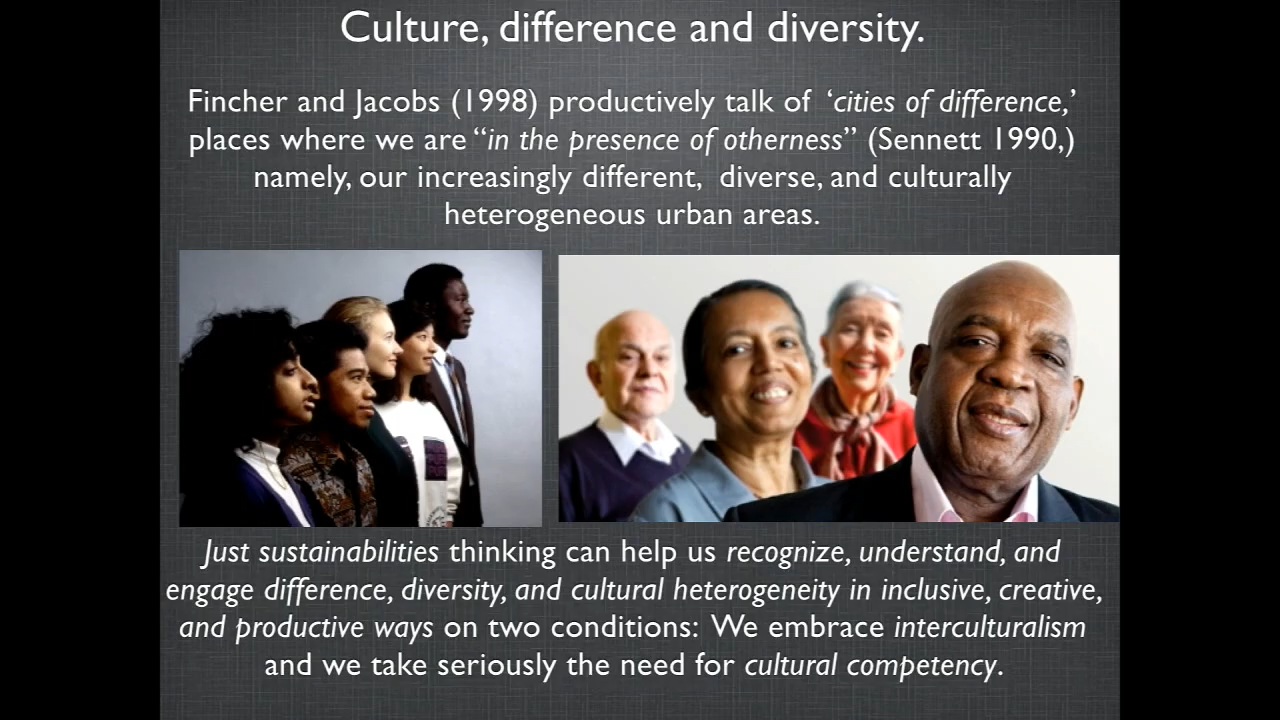 Culture, difference and diversity.
Fincher and Jacobs (1998) productively talk of ‘cities of difference,’
places where we are “in the presence of otherness” (Sennett 1990,)
namely, our increasingly different, diverse, and culturally
heterogeneous urban areas.
Just sustainabilities thinking can help us recognize, understand, and
engage difference, diversity, and cultural heterogeneity in inclusive, creative,
and productive ways on two conditions: We embrace interculturalism
and we take seriously the need for cultural competency.